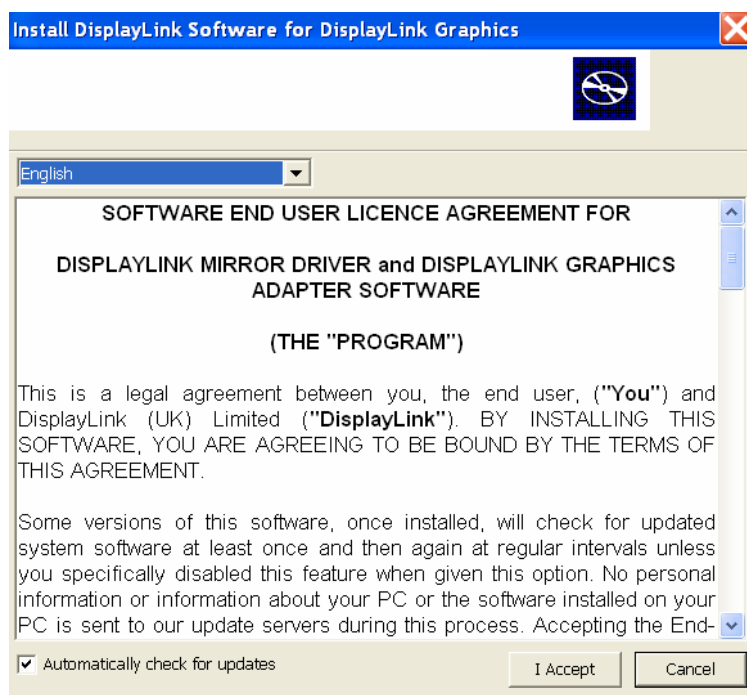 Install DisplayLink Software for DisplayLink Graphics
English
SOFTWARE END USER LICENCE AGREEMENT FOR
DISPLAYLINK MIRROR DRIVER and DISPLAYLINK GRAPHICS
ADAPTER SOFTWARE
(THE "PROGRAM")
This is a legal agreement between you, the end user, ("You") and
DisplayLink (UK) Limited ("DisplayLink"). BY INSTALLING THIS
SOFTWARE, YOU ARE AGREEING TO BE BOUND BY THE TERMS OF
THIS AGREEMENT.
Some versions of this software, once installed, will check for updated
system software at least once and then again at regular intervals unless
you specifically disabled this feature when given this option. No personal
information or information about your PC or the software installed on your
PC is sent to our update servers during this process. Accepting the End-
Automatically check for updates
I Accept
Cancel